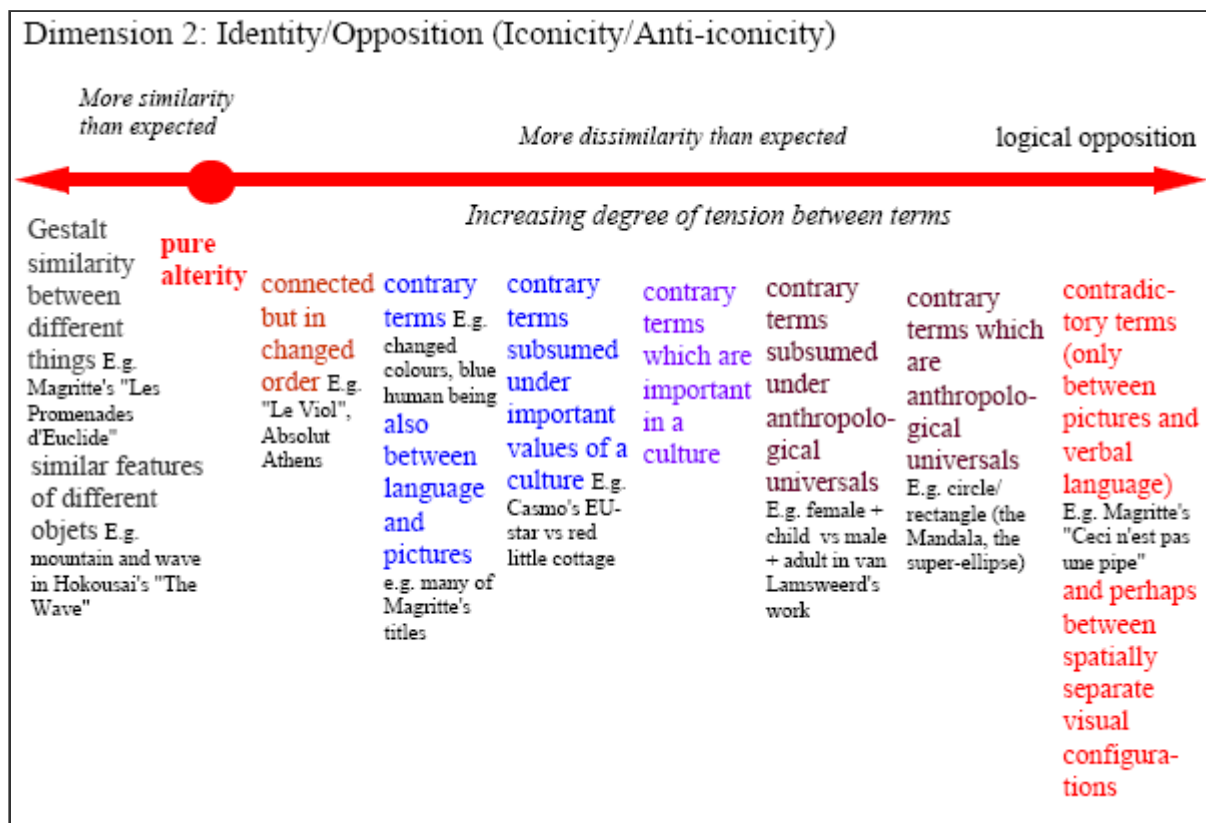 Dimension 2: Identity/Opposition (Iconicity/Anti-iconicity)
More similarity
than expected
More dissimilarity than expected
logical opposition
Increasing degree of tension between terms
Gestalt
similarity
between
different
things E.g.
Magritte's "Les
Promenades
d'Euclide"
similar features
of different
objets E.g.
mountain and wave
in Hokousai's "The
Wave"
pure
alterity
connected
but in
changed
order E.g.
"Le Viol",
Absolut
Athens
contrary
terms E.g.
changed
colours, blue
human being
also
between
language
and
pictures
e.g. many of
Magritte's
titles
contrary
terms
subsumed
under
important
values of a
culture E.g.
Casmo's EU-
star vs red
little cottage
contrary
terms
which are
important
in a
culture
contrary
terms
subsumed
under
anthropolo-
gical
universals
E.g. female +
child vs male
+ adult in van
Lamsweerd's
work
contrary
terms which
are
anthropolo-
gical
universals
E.g. circle/
rectangle (the
Mandala, the
super-ellipse)
contradic-
tory terms
(only
between
pictures and
verbal
language)
E.g. Magritte's
"Ceci n'est pas
une pipe"
and perhaps
between
spatially
separate
visual
configura-
tions